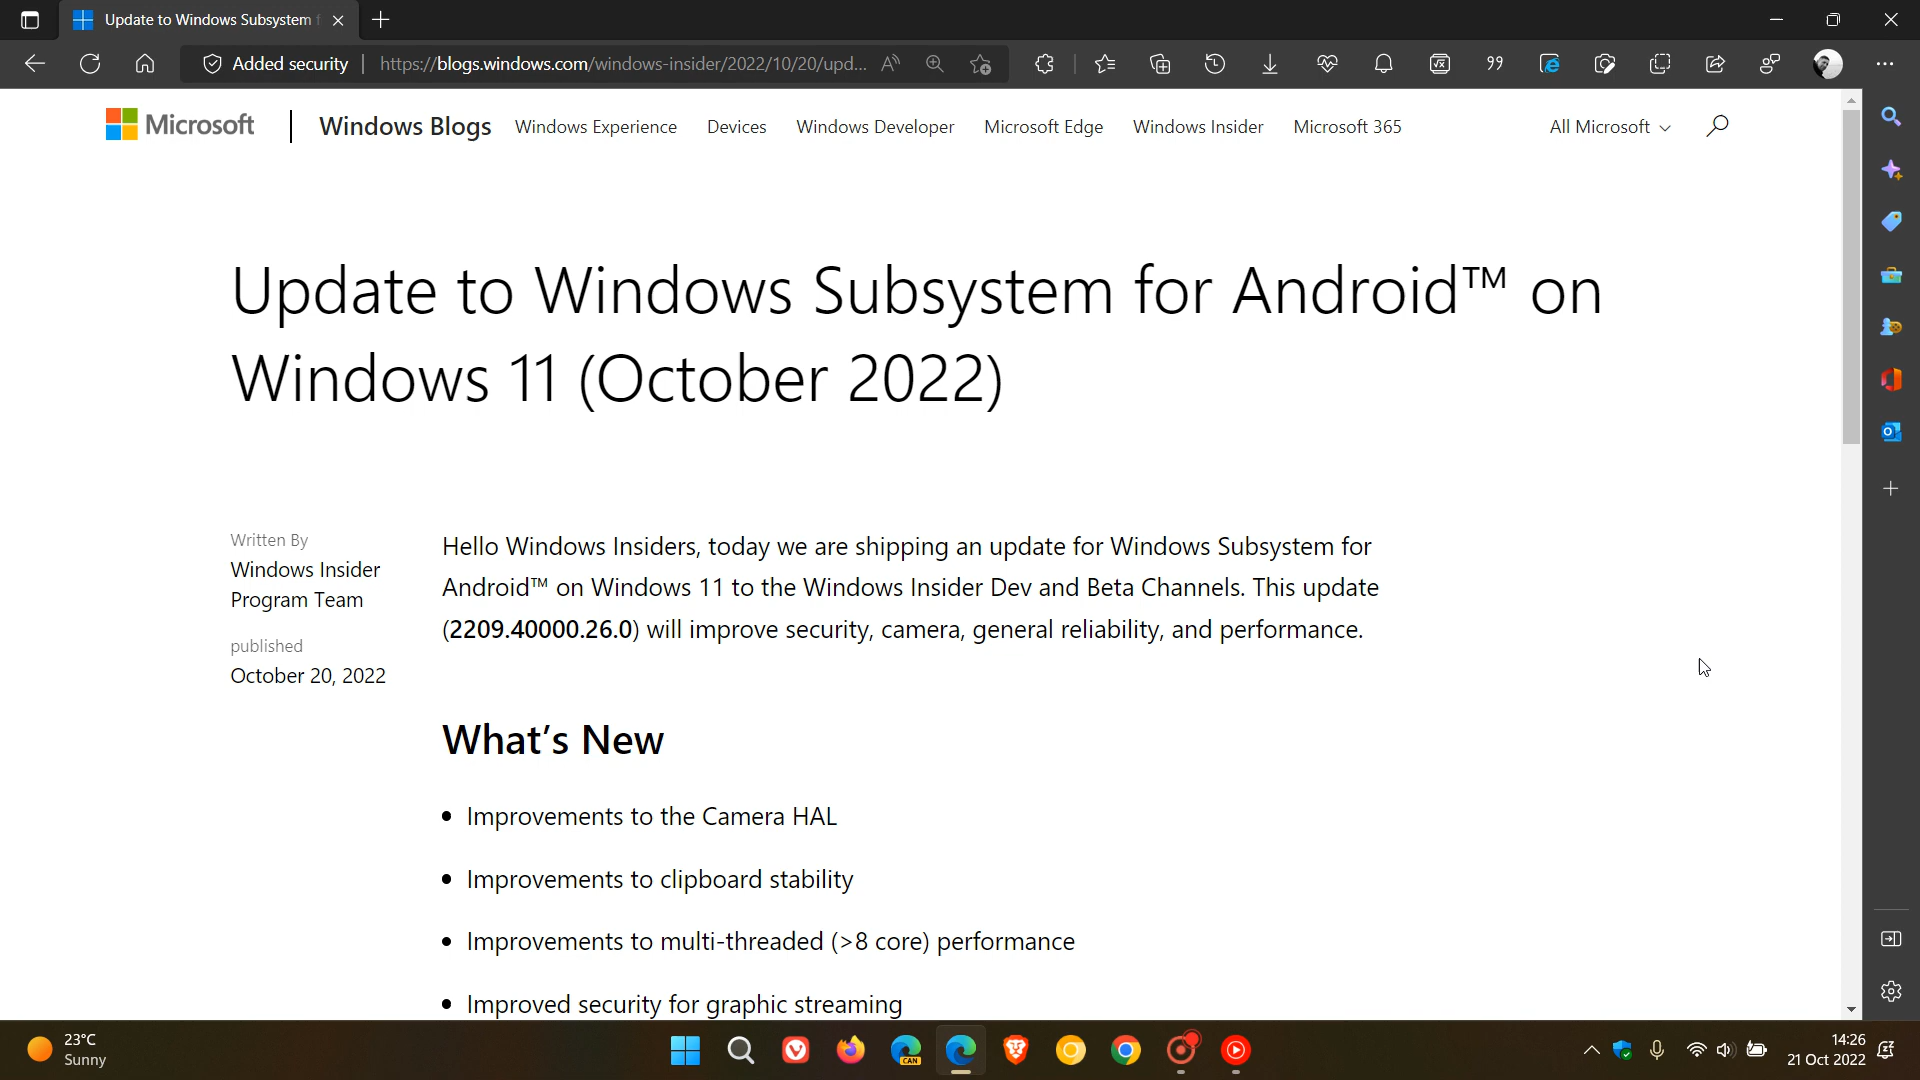 Update to Windows Subsystem f
Added security
https://blogs.windows.com/windows-insider/2022/10/20/upd...
Microsoft
Windows Blogs
Windows Experience
Devices
Windows Developer
Microsoft Edge
Windows Insider
Microsoft 365
All Microsoft
Update to Windows Subsystem for Android™ on
Windows 11 (October 2022)
Written By
Windows Insider
Program Team
published
October 20, 2022
Hello Windows Insiders, today we are shipping an update for Windows Subsystem for
Android™ on Windows 11 to the Windows Insider Dev and Beta Channels. This update
(2209.40000.26.0) will improve security, camera, general reliability, and performance.
What's New
• Improvements to the Camera HAL
• Improvements to clipboard stability
• Improvements to multi-threaded (>8 core) performance
• Improved security for graphic streaming
23°C
Sunny
CAN
14:26
21 Oct 2022